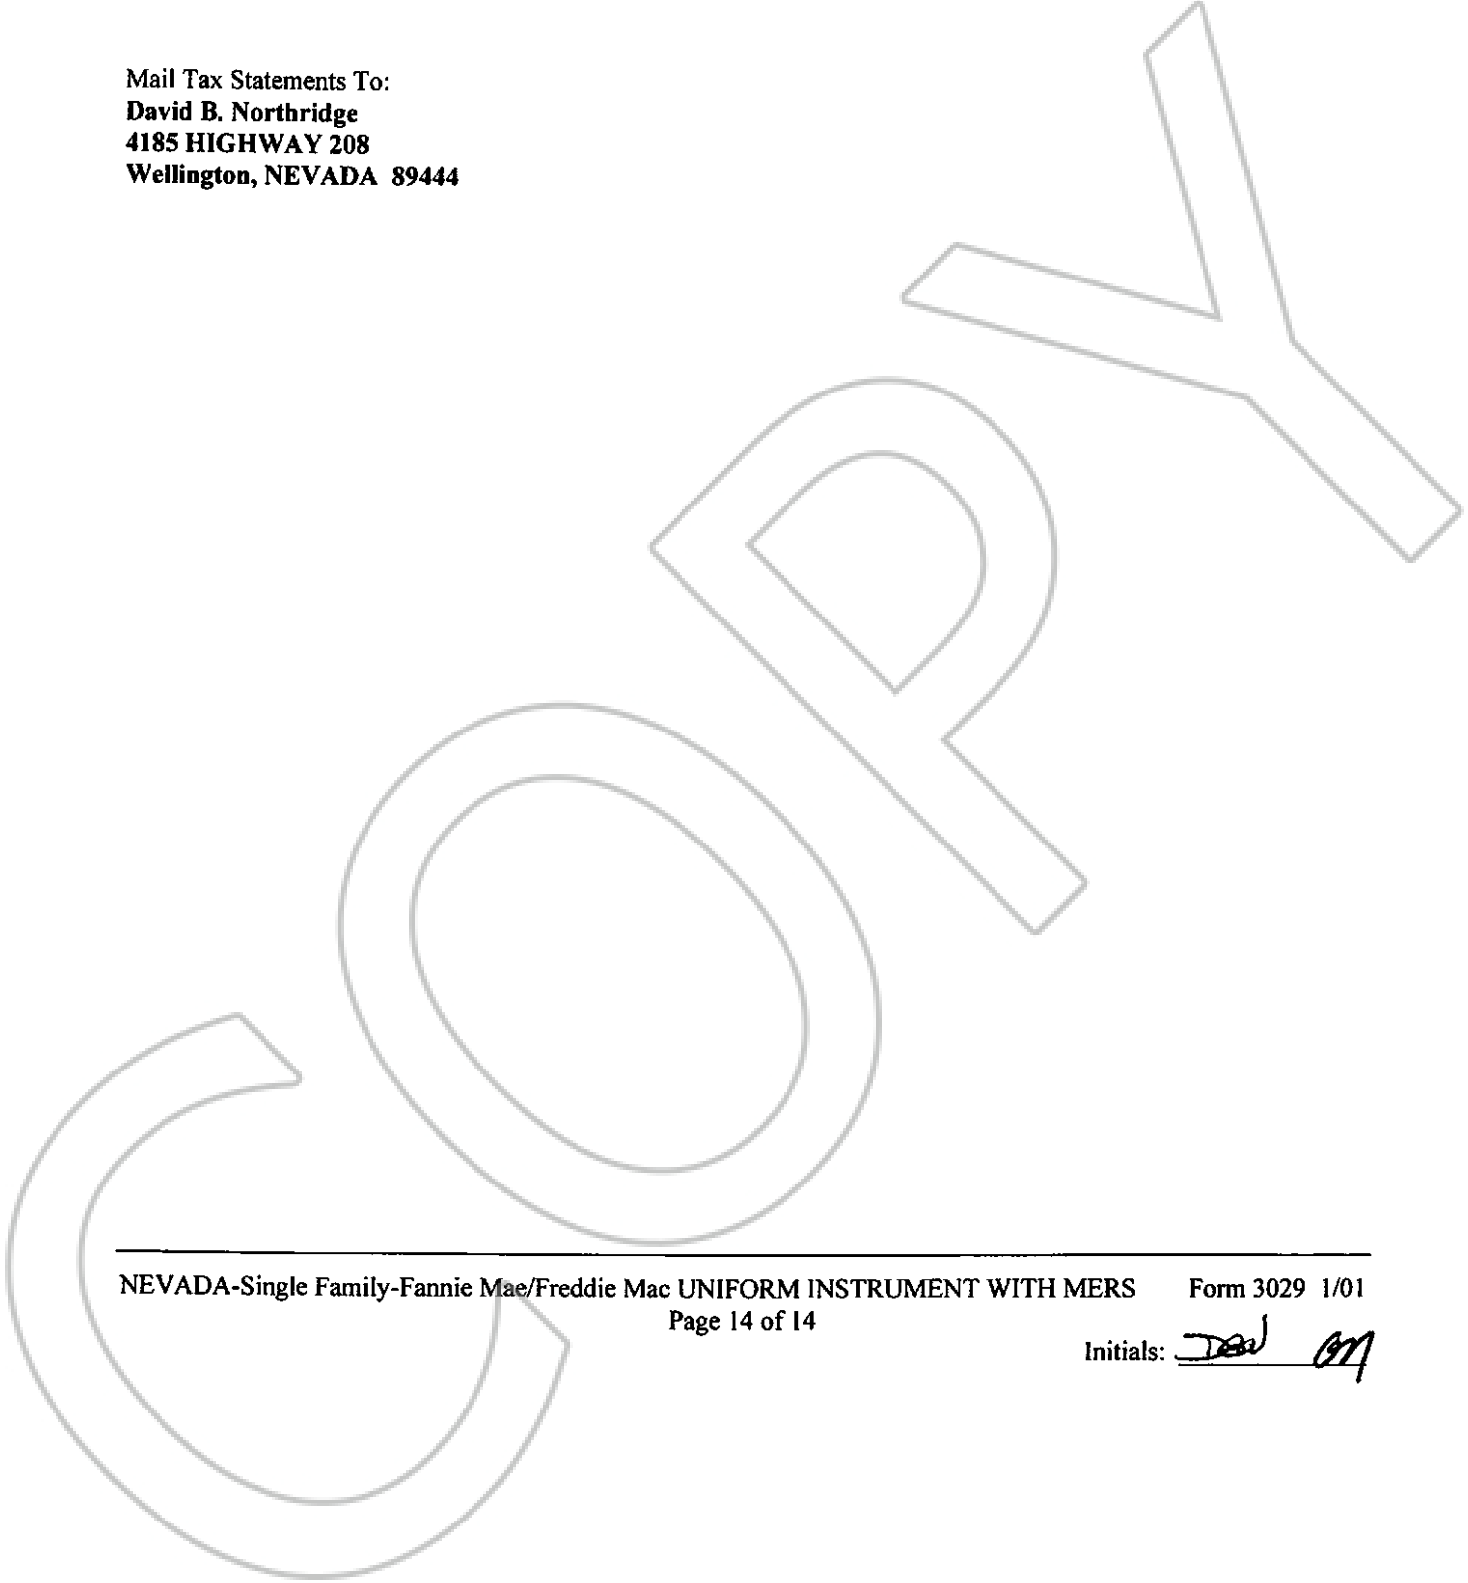 Mail Tax Statements To:
David B. Northridge
4185 HIGHWAY 208
Wellington, NEVADA  89444
COPY
NEVADA-Single Family-Fannie Mae/Freddie Mac UNIFORM INSTRUMENT WITH MERS Form 3029 1/01
Page 14 of 14
Initials: